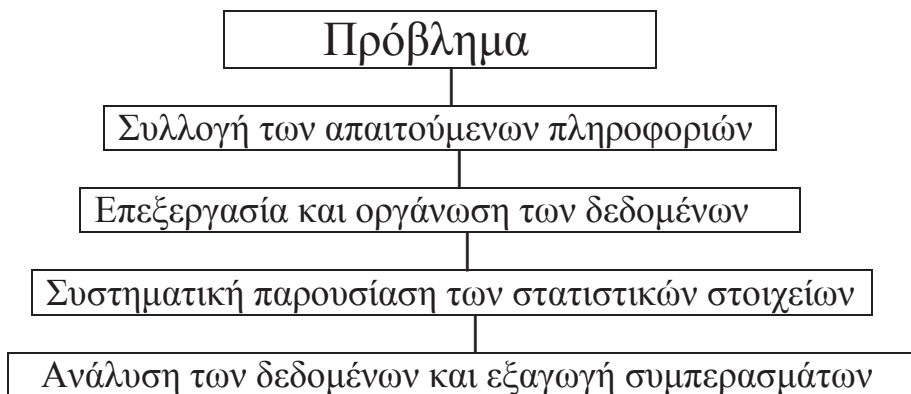 Πρόβλημα
Συλλογή των απαιτούμενων πληροφοριών
Επεξεργασία και οργάνωση των δεδομένων
Συστηματική παρουσίαση των στατιστικών στοιχείων
Ανάλυση των δεδομένων και εξαγωγή συμπερασμάτων